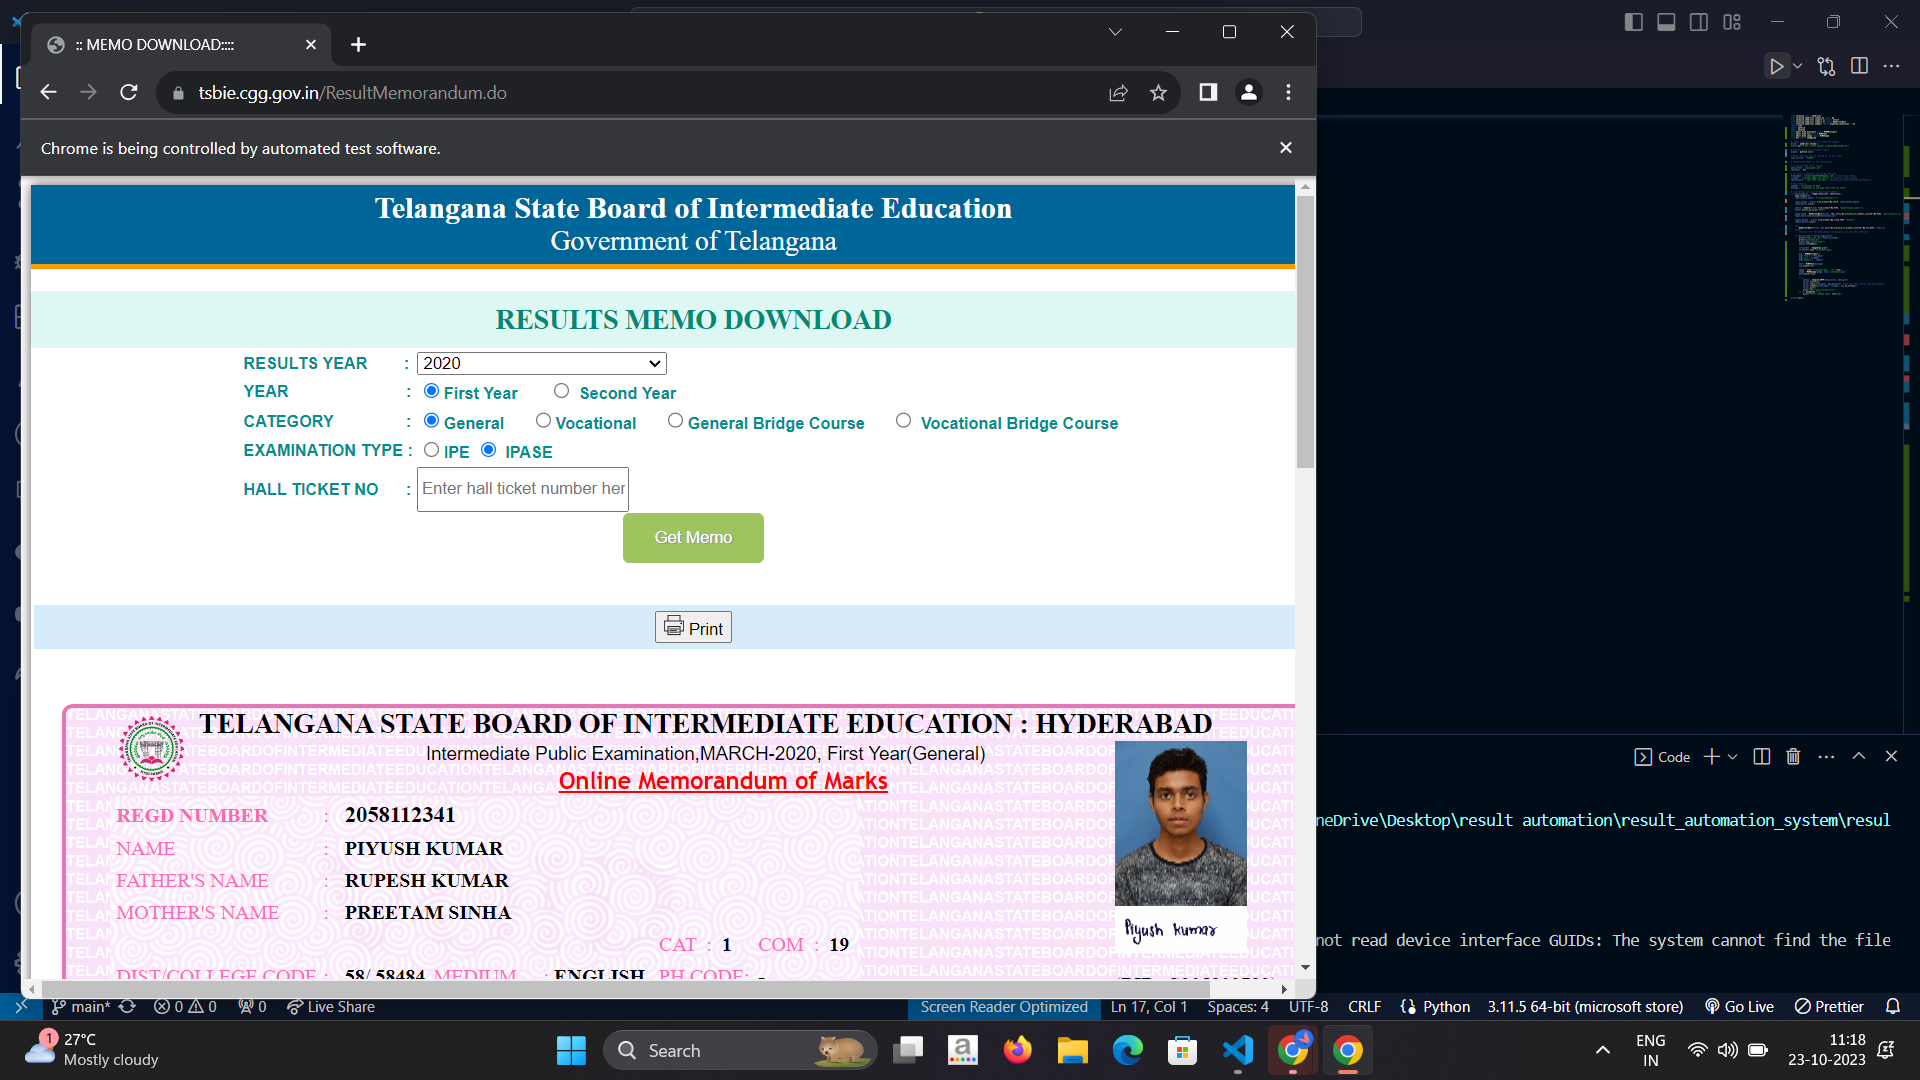 :: MEMO DOWNLOAD::::
tsbie.cgg.gov.in/ResultMemorandum.do
Chrome is being controlled by automated test software.
Telangana State Board of Intermediate Education
Government of Telangana
RESULTS MEMO DOWNLOAD
RESULTS YEAR : 2020
YEAR : First Year Second Year
CATEGORY : General Vocational General Bridge Course Vocational Bridge Course
EXAMINATION TYPE : IPE IPASE
HALL TICKET NO : Enter hall ticket number her
Get Memo
Print
TELANGANA STATE BOARD OF INTERMEDIATE EDUCATION : HYDERABAD
Intermediate Public Examination,MARCH-2020, First Year(General)
Online Memorandum of Marks
REGD NUMBER : 2058112341
NAME : PIYUSH KUMAR
FATHER'S NAME : RUPESH KUMAR
MOTHER'S NAME : PREETAM SINHA
Piyush Kumar
CAT : 1 COM : 19
DIST/COLLEGE CODE : 58/ 58484 MEDIUM : ENGLISH PH CODE: -
Code
neDrive\Desktop\result automation\result_automation_system\resul
not read device interface GUIDs: The system cannot find the file
main* 0 0 0 Live Share Screen Reader Optimized Ln 17, Col 1 Spaces: 4 UTF-8 CRLF Python 3.11.5 64-bit (microsoft store) Go Live Prettier
1 27°C
Mostly cloudy
Search
a
ENG
IN
11:18
23-10-2023